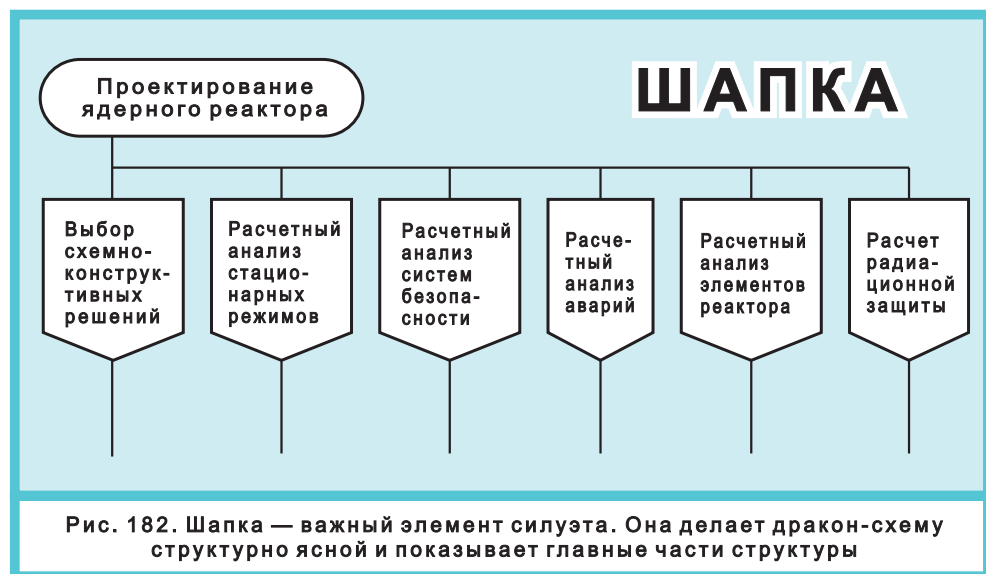 Проектирование
ядерного реактора
ШАПКА
Выбор
схемно-
конструк-
тивных
решений
Расчетный
анализ
стацио-
нарных
режимов
Расчетный
анализ
систем
безопа-
сности
Расче-
тный
анализ
аварий
Расчетный
анализ
элементов
реактора
Расчет
радиа-
ционной
защиты
Рис. 182. Шапка — важный элемент силуэта. Она делает дракон-схему
структурно ясной и показывает главные части структуры